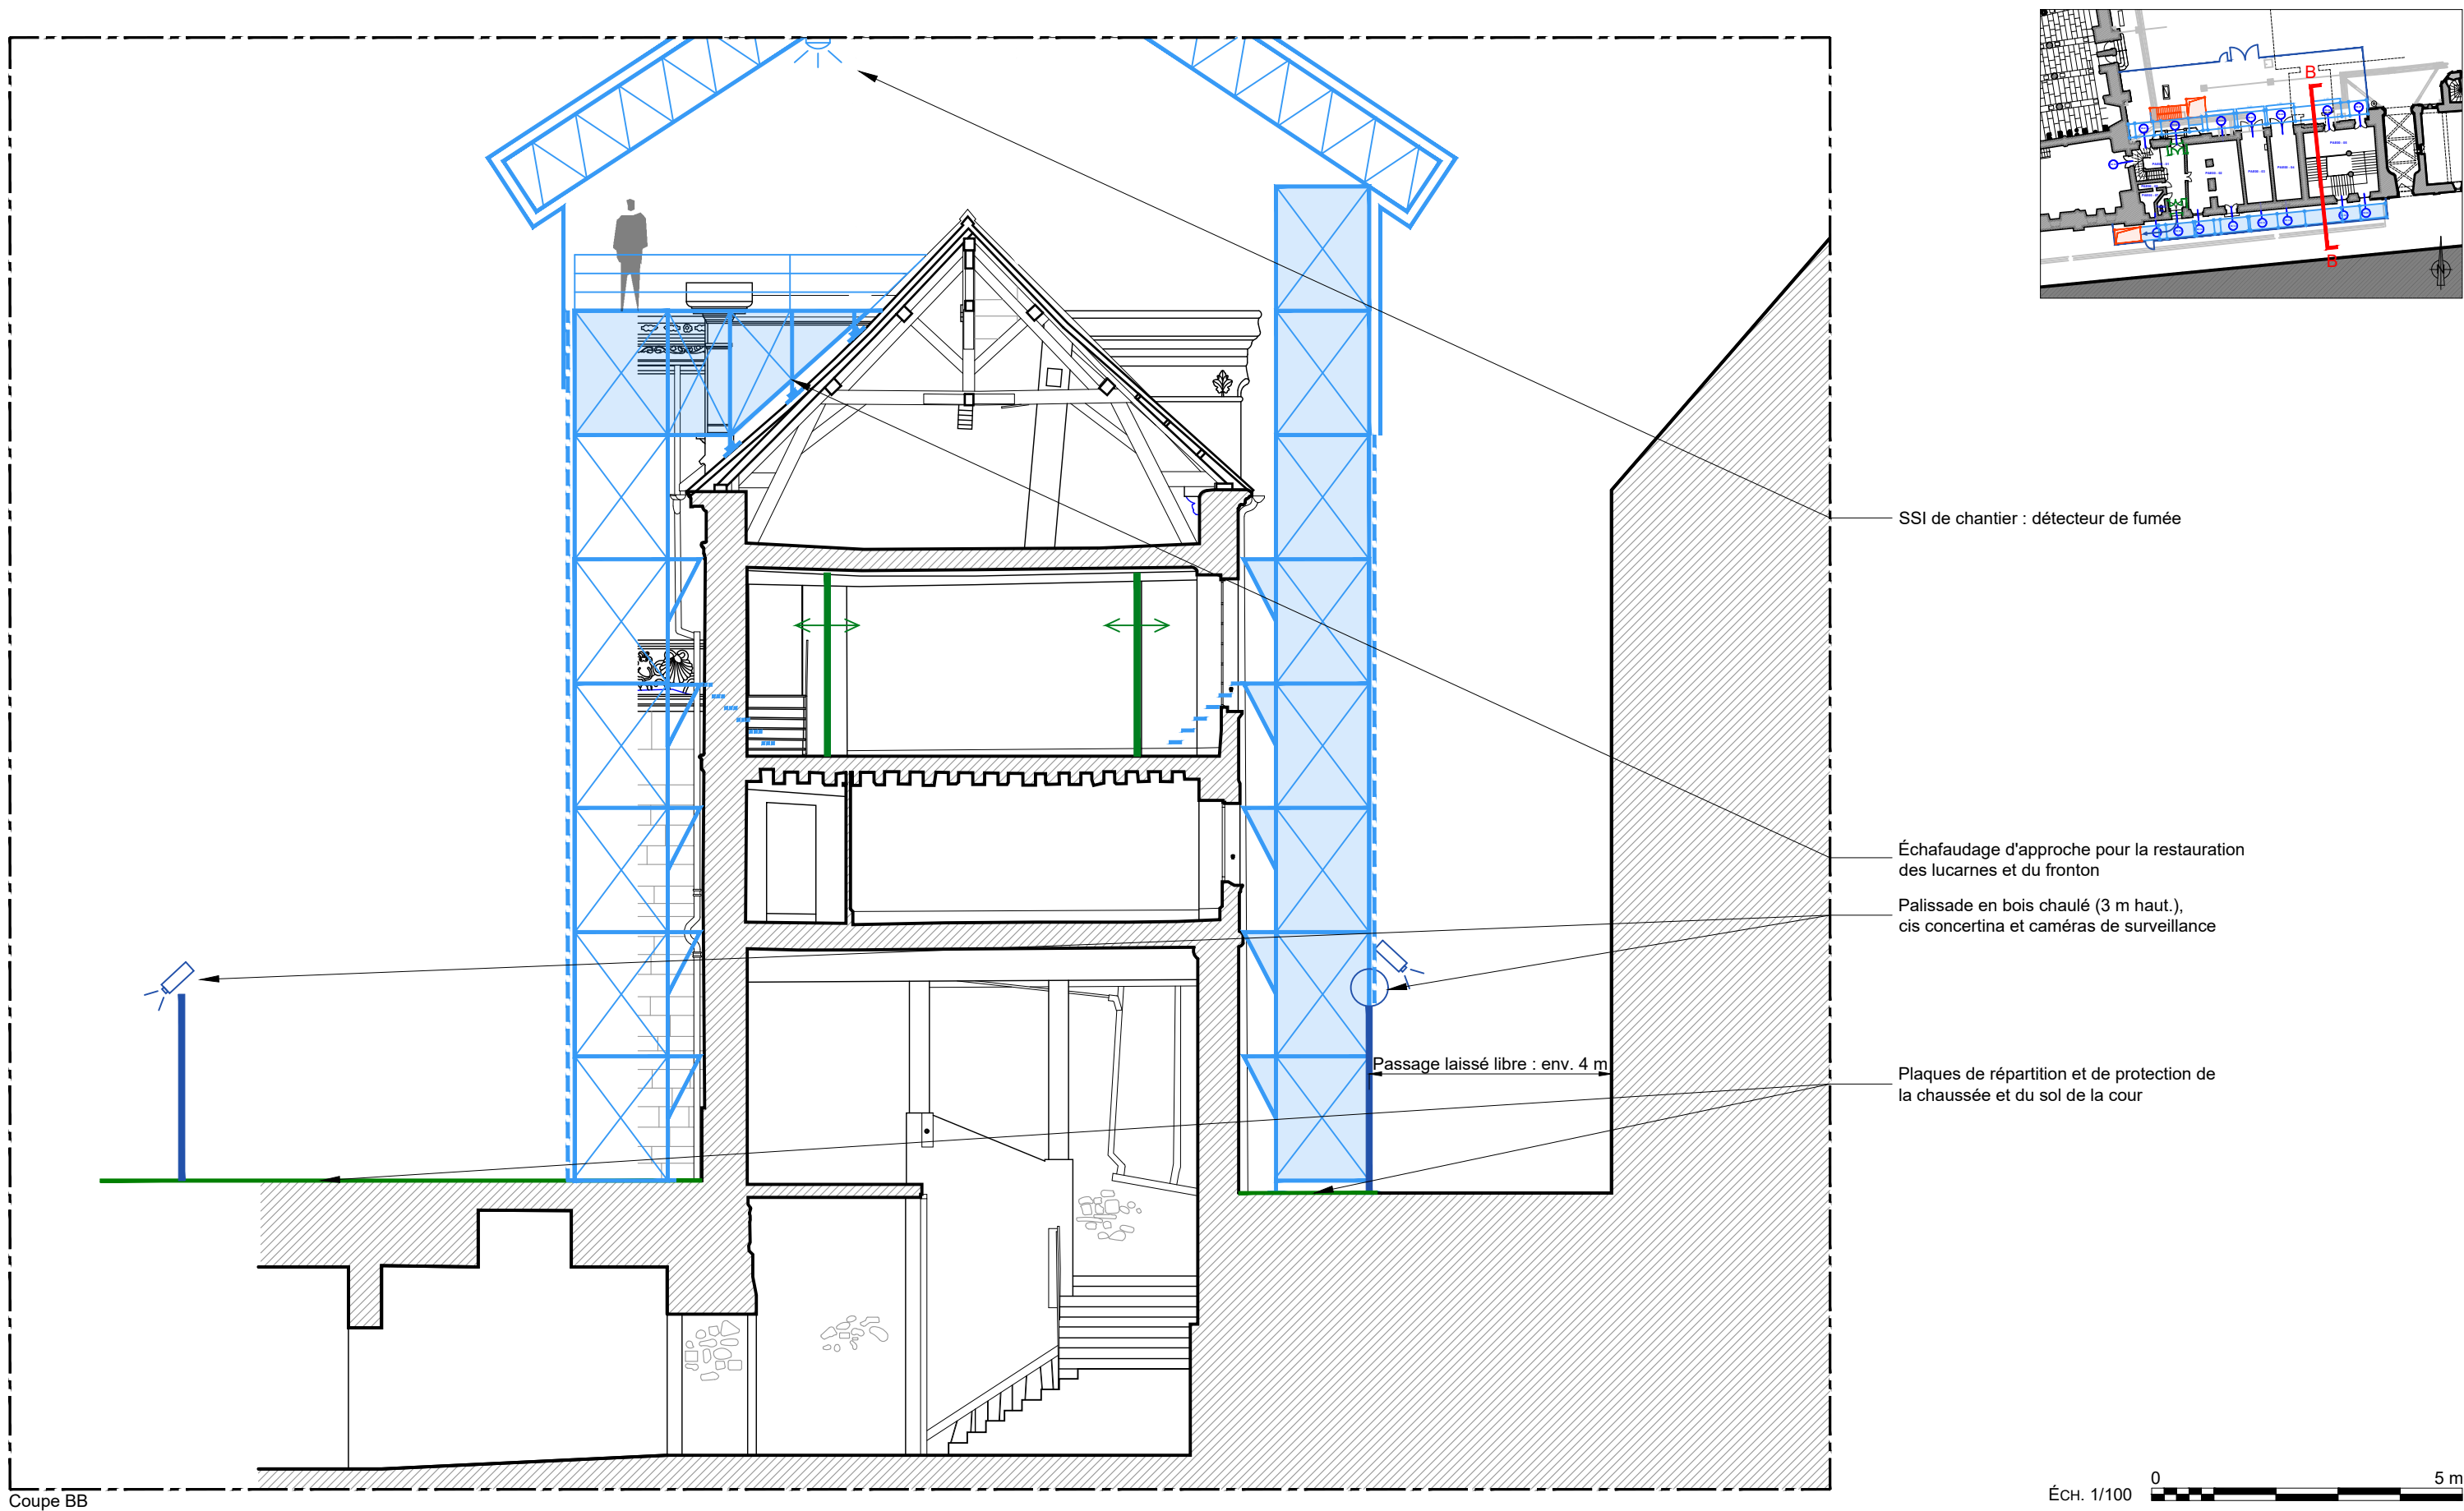 B
B
N
SSI de chantier : détecteur de fumée
Échafaudage d'approche pour la restauration
des lucarnes et du fronton
Palissade en bois chaulé (3 m haut.),
cis concertina et caméras de surveillance
Passage laissé libre : env. 4 m
Plaques de répartition et de protection de
la chaussée et du sol de la cour
Coupe BB
ÉCH. 1/100
0
5 m